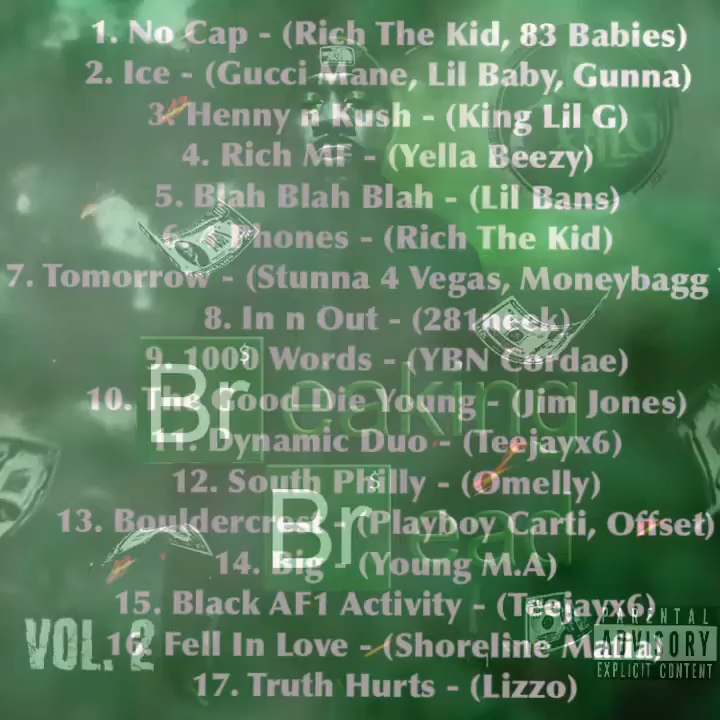 1. No Cap - (Rich The Kid, 83 Babies)
2. Ice - (Gucci Mane, Lil Baby, Gunna)
3. Henny n Kush - (King Lil G)
4. Rich MF - (Yella Beezy)
5. Blah Blah Blah - (Lil Bans)
6. Phones - (Rich The Kid)
7. Tomorrow - (Stunna 4 Vegas, Moneybagg
8. In n Out - (281neek)
9. 1000 Words - (YBN Cordae)
10. The Good Die Young - (Jim Jones)
Breaking
11. Dynamic Duo - (Teejayx6)
12. South Philly - (Omelly)
13. Bouldercrest - (Playboy Carti, Offset)
Bread
14. Big - (Young M.A)
15. Black AF1 Activity - (Teejayx6)
VOL. 2
16. Fell In Love - (Shoreline Mafia)
PARENTAL
ADVISORY
EXPLICIT CONTENT
17. Truth Hurts - (Lizzo)